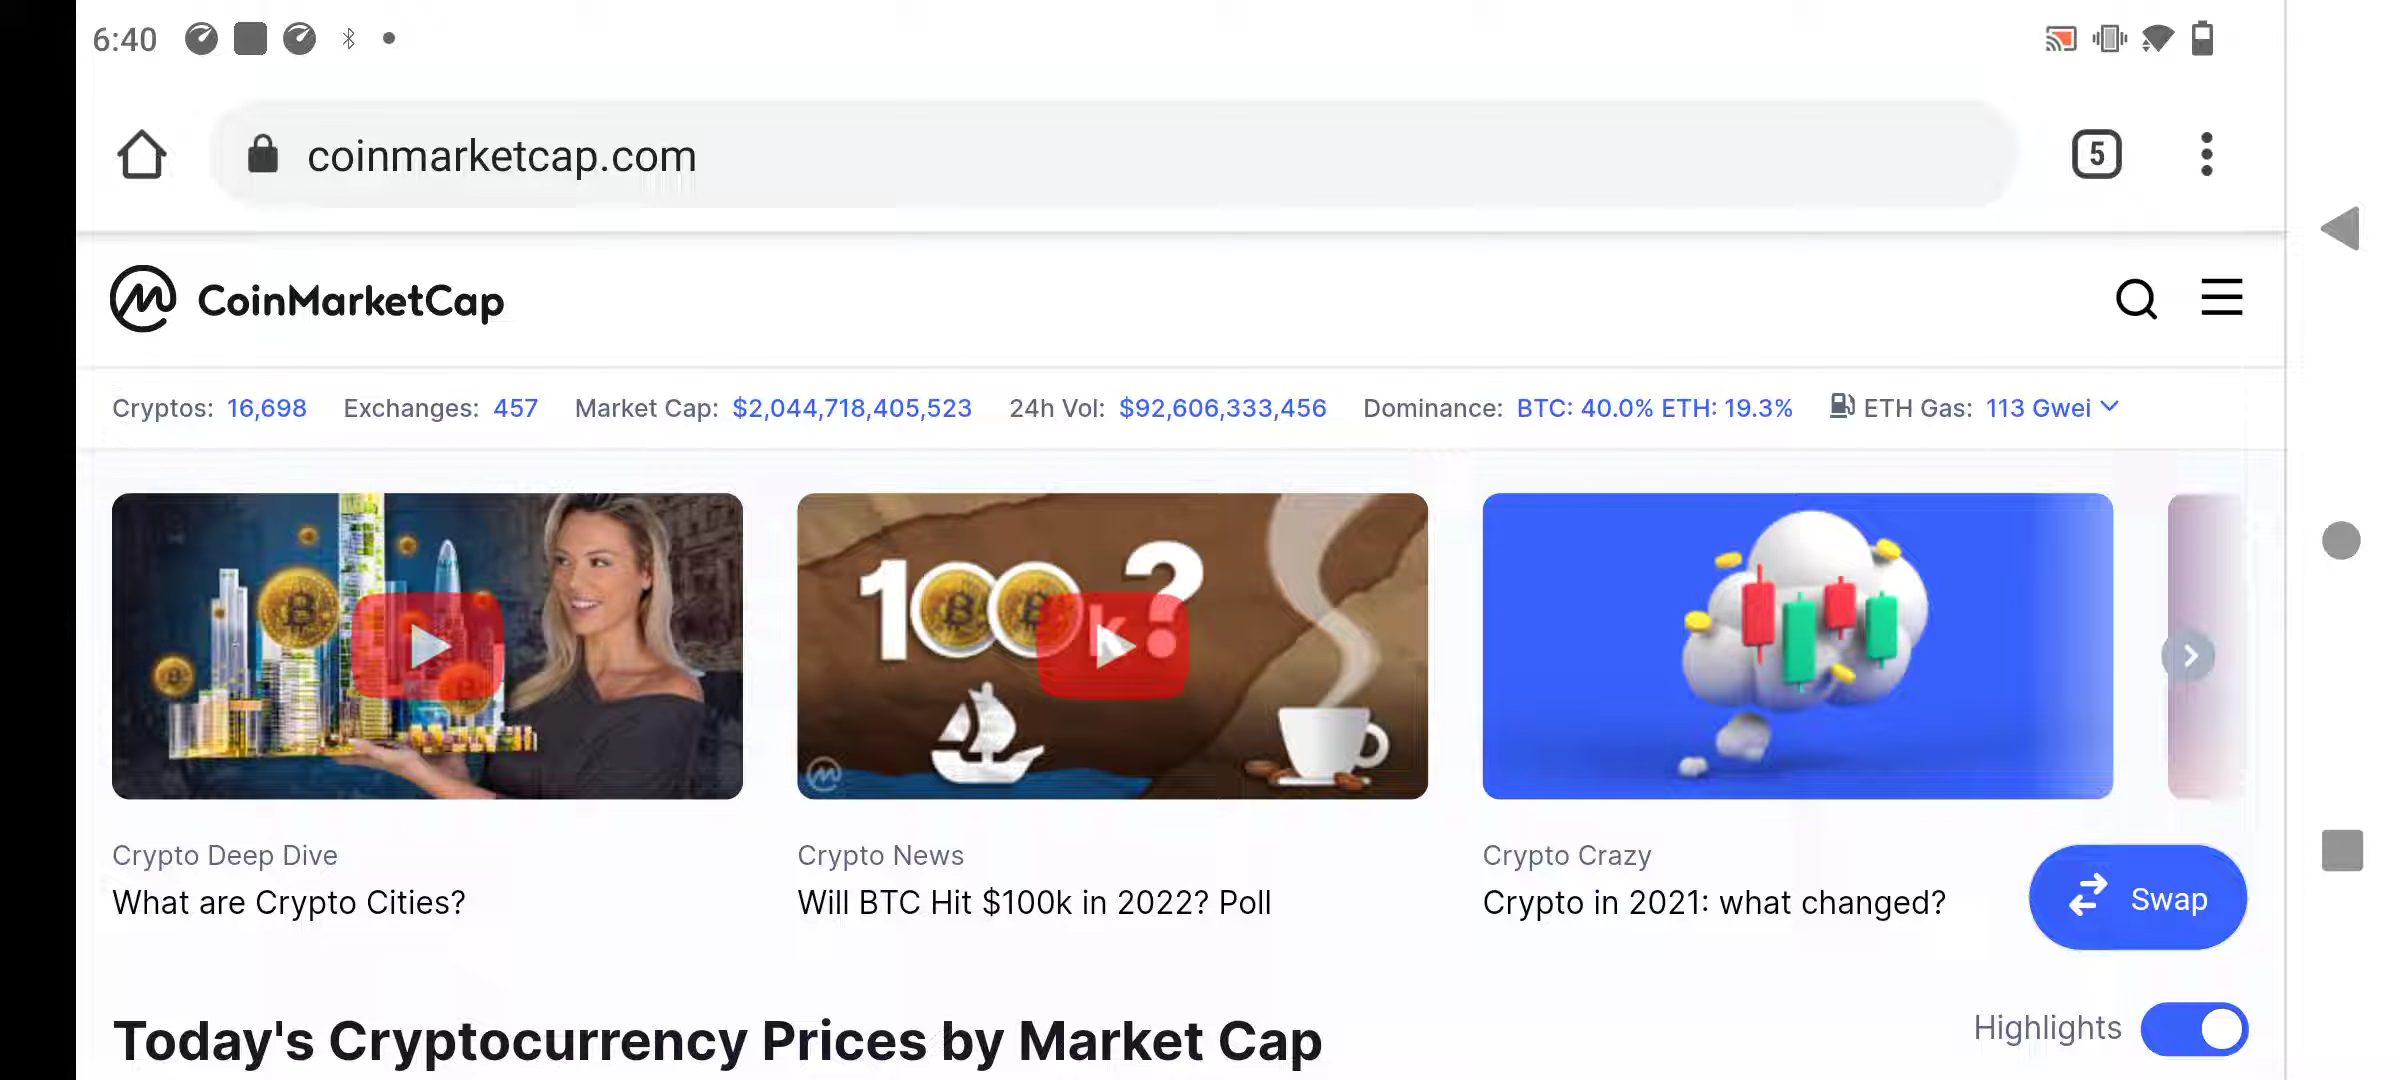 6:40
coinmarketcap.com
5
CoinMarketCap
Cryptos: 16,698 Exchanges: 457 Market Cap: $2,044,718,405,523 24h Vol: $92,606,333,456 Dominance: BTC: 40.0% ETH: 19.3% ETH Gas: 113 Gwei
100k?
Crypto Deep Dive
What are Crypto Cities?
Crypto News
Will BTC Hit $100k in 2022? Poll
Crypto Crazy
Crypto in 2021: what changed?
Swap
Today's Cryptocurrency Prices by Market Cap
Highlights